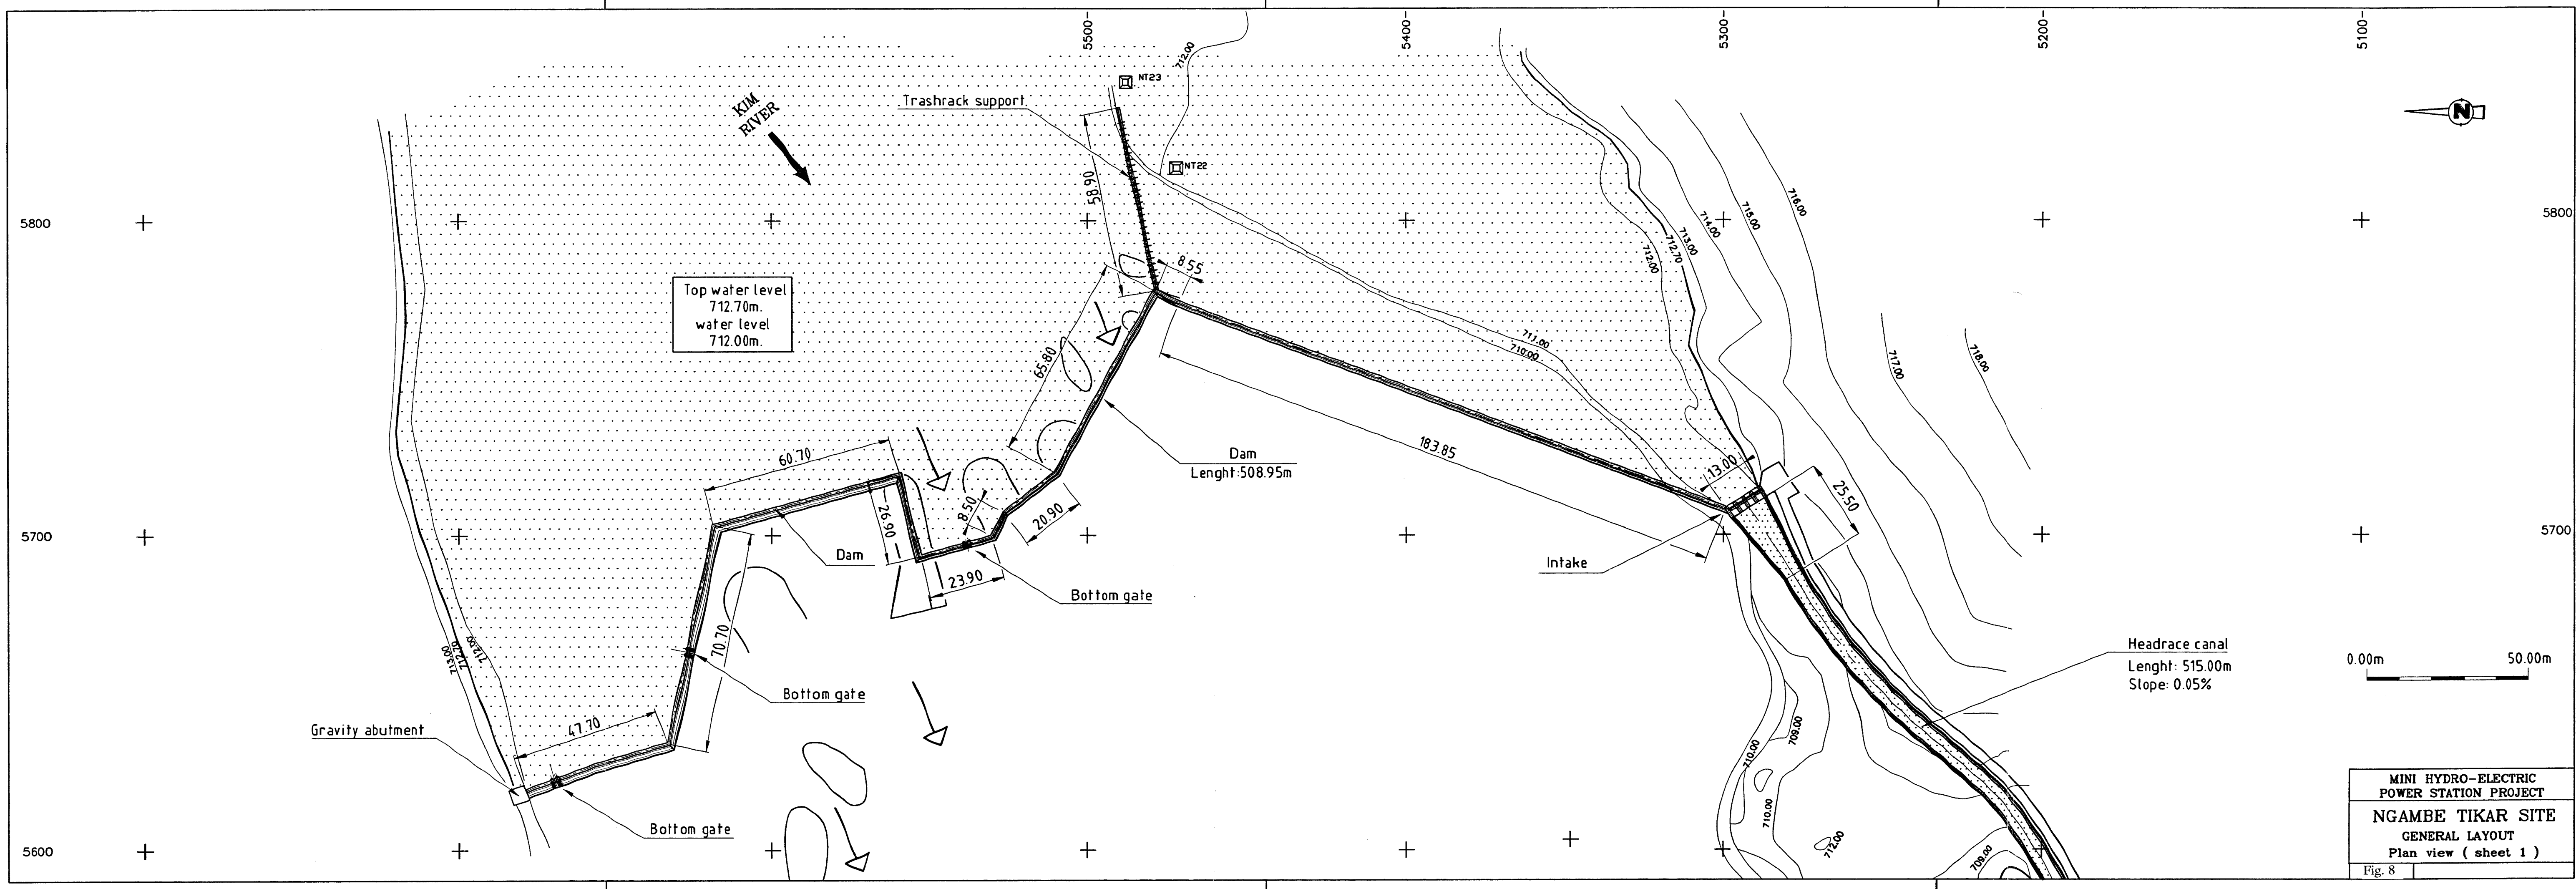 5500
5400
5300
5200
5100
712.00
NT23
Trashrack support
KIM
RIVER
N
NT22
58.90
716.00
715.00
714.00
713.00
712.70
712.00
5800
5800
8.55
Top water level
712.70m.
water level
712.00m.
65.80
711.00
710.00
717.00
718.00
183.85
60.70
Dam
Lenght:508.95m
13.00
25.50
26.90
8.50
20.90
5700
5700
Dam
Intake
23.90
Bottom gate
70.70
713.00
712.70
712.00
Headrace canal
Lenght: 515.00m
Slope: 0.05%
0.00m
50.00m
Bottom gate
47.70
Gravity abutment
709.00
710.00
710.00
Bottom gate
712.00
709.00
5600
MINI HYDRO-ELECTRIC
POWER STATION PROJECT
NGAMBE TIKAR SITE
GENERAL LAYOUT
Plan view ( sheet 1 )
Fig. 8